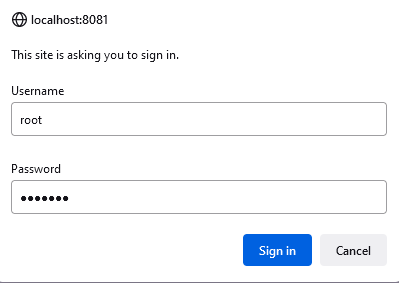 localhost:8081
This site is asking you to sign in.
Username
root
Password
●●●●●●●
Sign in
Cancel